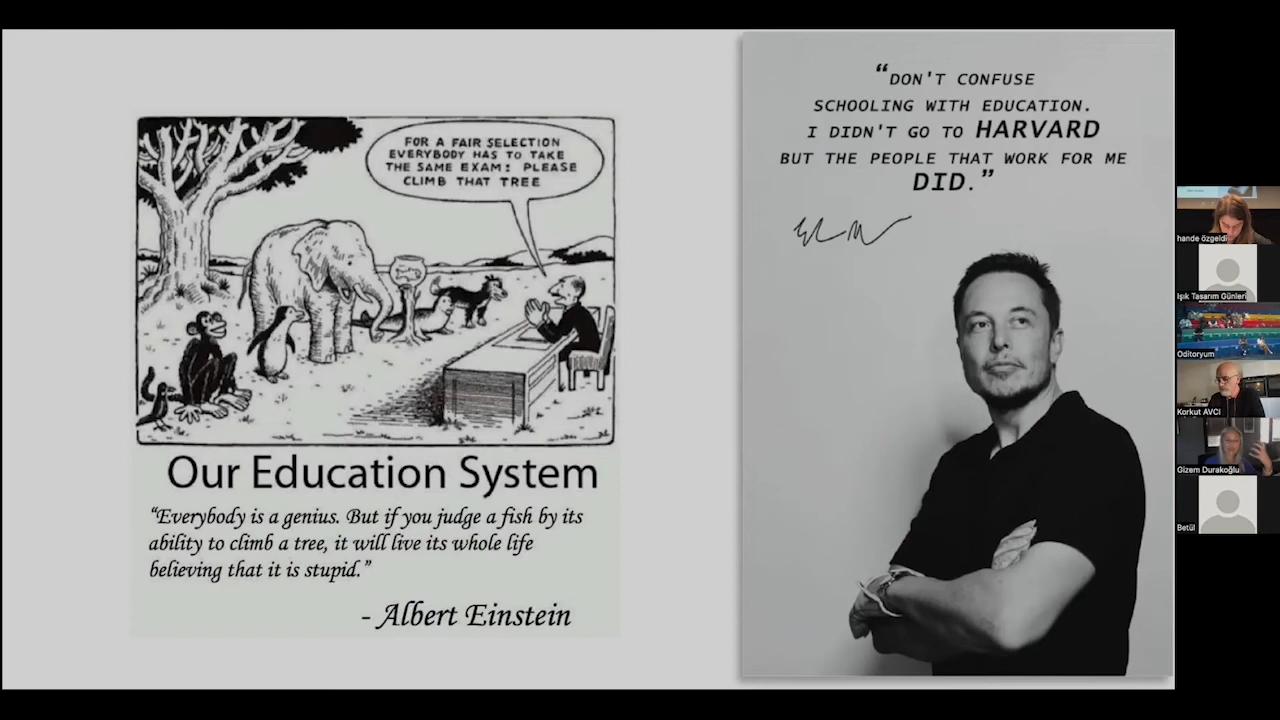 FOR A FAIR SELECTION
EVERYBODY HAS TO TAKE
THE SAME EXAM: PLEASE
CLIMB THAT TREE
Our Education System
“Everybody is a genius. But if you judge a fish by its
ability to climb a tree, it will live its whole life
believing that it is stupid.”
- Albert Einstein
“DON'T CONFUSE
SCHOOLING WITH EDUCATION.
I DIDN'T GO TO HARVARD
BUT THE PEOPLE THAT WORK FOR ME
DID.”
hande özgeldi
Işık Tasarım Günleri
Oditoryum
Korkut AVCI
Gizem Durakoğlu
Betül